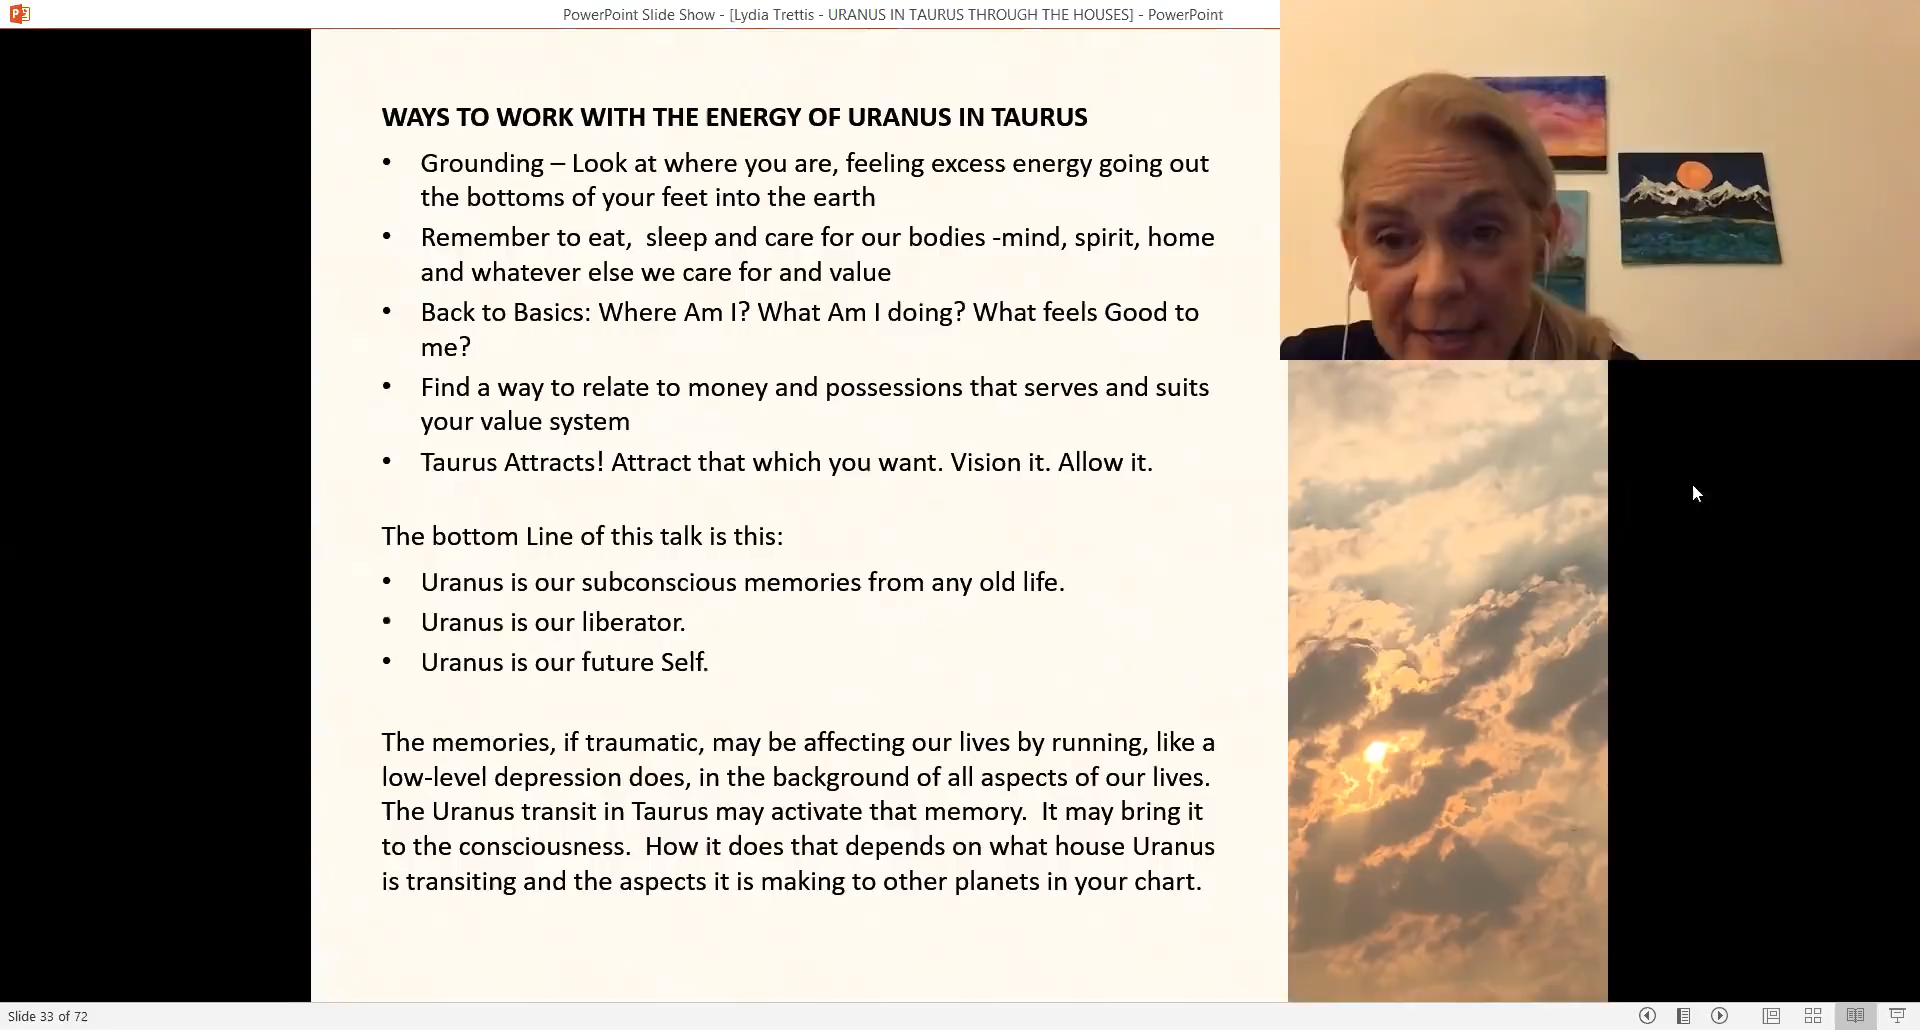 PowerPoint Slide Show - [Lydia Trettis - URANUS IN TAURUS THROUGH THE HOUSES] - PowerPoint
WAYS TO WORK WITH THE ENERGY OF URANUS IN TAURUS
• Grounding – Look at where you are, feeling excess energy going out
the bottoms of your feet into the earth
• Remember to eat,  sleep and care for our bodies -mind, spirit, home
and whatever else we care for and value
• Back to Basics: Where Am I? What Am I doing? What feels Good to
me?
• Find a way to relate to money and possessions that serves and suits
your value system
• Taurus Attracts! Attract that which you want. Vision it. Allow it.
The bottom Line of this talk is this:
• Uranus is our subconscious memories from any old life.
• Uranus is our liberator.
• Uranus is our future Self.
The memories, if traumatic, may be affecting our lives by running, like a
low-level depression does, in the background of all aspects of our lives.
The Uranus transit in Taurus may activate that memory.  It may bring it
to the consciousness.  How it does that depends on what house Uranus
is transiting and the aspects it is making to other planets in your chart.
Slide 33 of 72